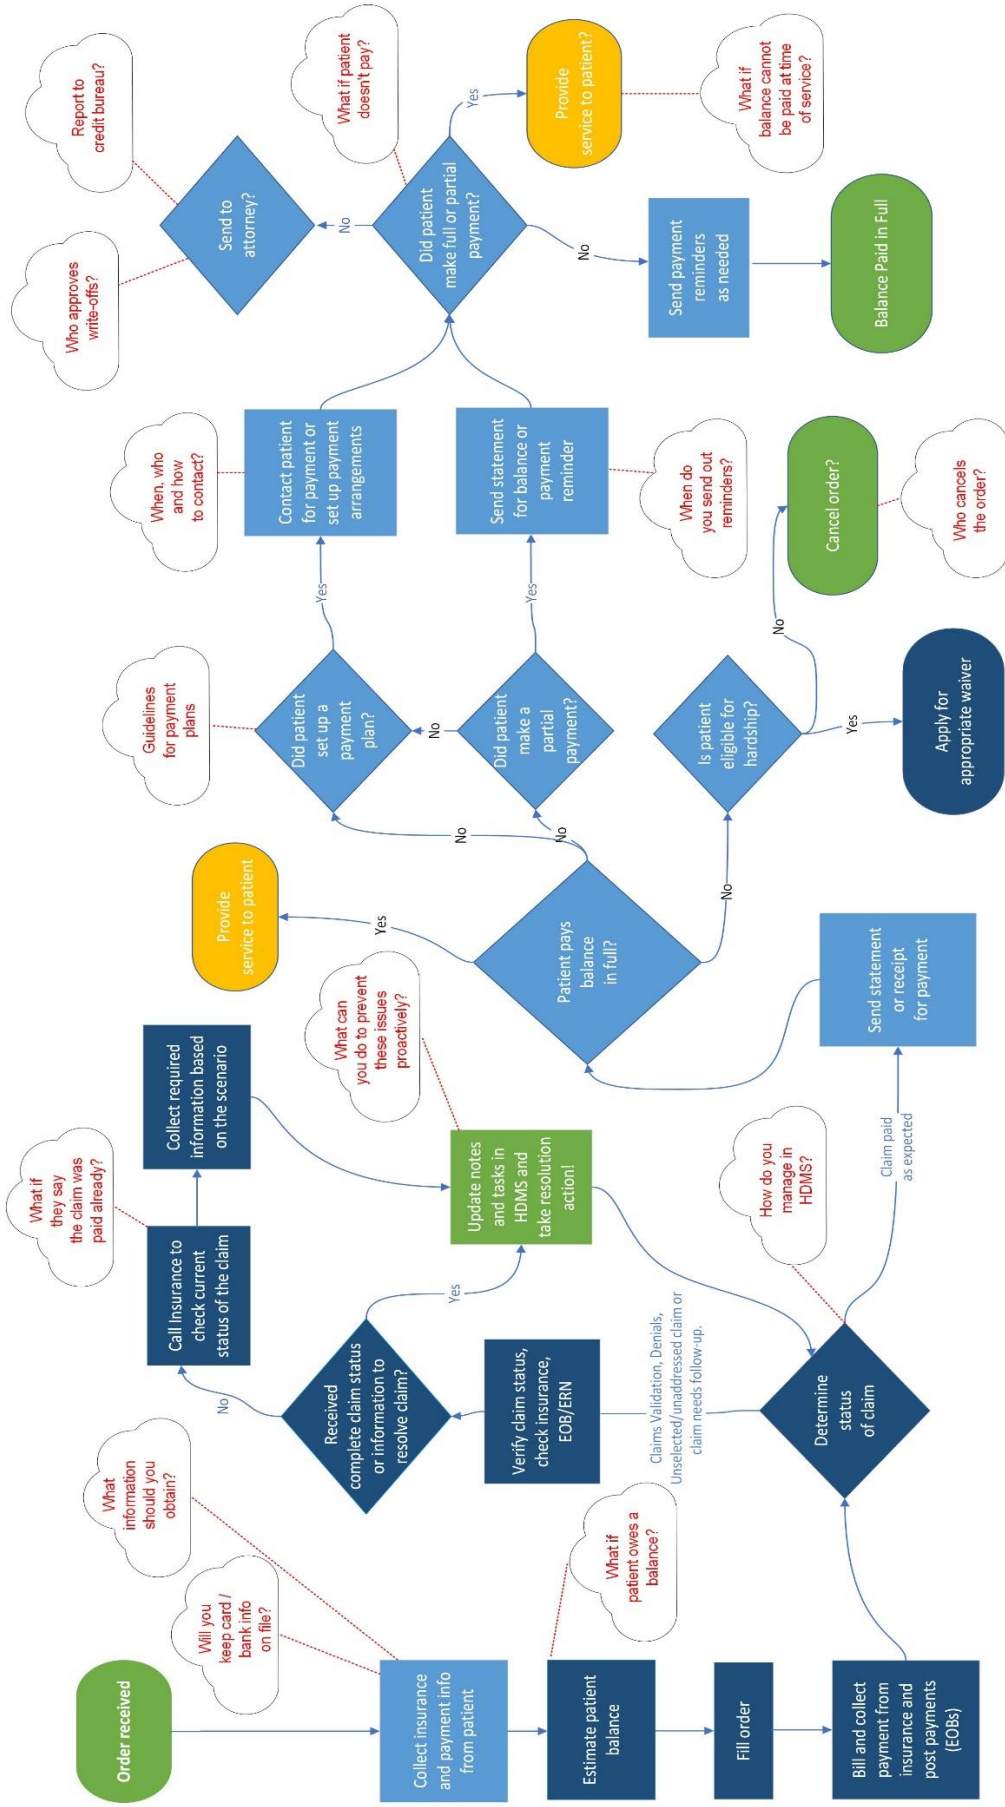 Order received
Will you
keep card /
bank info
on file?
What
information
should you
obtain?
Collect insurance
and payment info
from patient
Estimate patient
balance
What if
patient owes a
balance?
Fill order
Bill and collect
payment from
insurance and
post payments
(EOBs)
Determine
status
of claim
How do you
manage in
HDMS?
Claims Validation, Denials,
Unselected/unaddressed claim or
claim needs follow-up.
Verify claim status,
check insurance,
EOB/ERN
Received
complete claim status
or information to
resolve claim?
No
Yes
Call Insurance to
check current
status of the claim
What if
they say
the claim was
paid already?
Collect required
information based
on the scenario
Update notes
and tasks in
HDMS and
take resolution
action!
What can
you do to prevent
these issues
proactively?
Claim paid
as expected
Send statement
or receipt
for payment
Patient pays
balance
in full?
Yes
Provide
service to patient
No
No
No
Did patient
set up a
payment
plan?
Guidelines
for payment
plans
No
Did patient
make a
partial
payment?
Is patient
eligible for
hardship?
Yes
Apply for
appropriate waiver
No
Cancel order?
Who cancels
the order?
Yes
Contact patient
for payment or
set up payment
arrangements
When, who
and how
to contact?
Yes
Send statement
for balance or
payment
reminder
When do
you send out
reminders?
Did patient
make full or partial
payment?
What if patient
doesn't pay?
No
Send to
attorney?
Who approves
write-offs?
Report to
credit bureau?
Yes
Provide
service to patient?
What if
balance cannot
be paid at time
of service?
No
Send payment
reminders
as needed
Balance Paid in Full